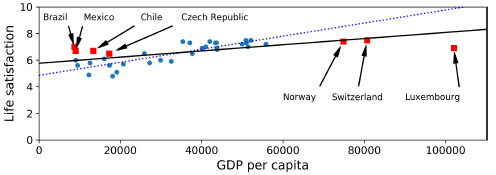 10
Brazil Mexico Chile Czech Republic
8
6
4
Norway Switzerland Luxembourg
2
0
0 20000 40000 60000 80000 100000
GDP per capita
Life satisfaction